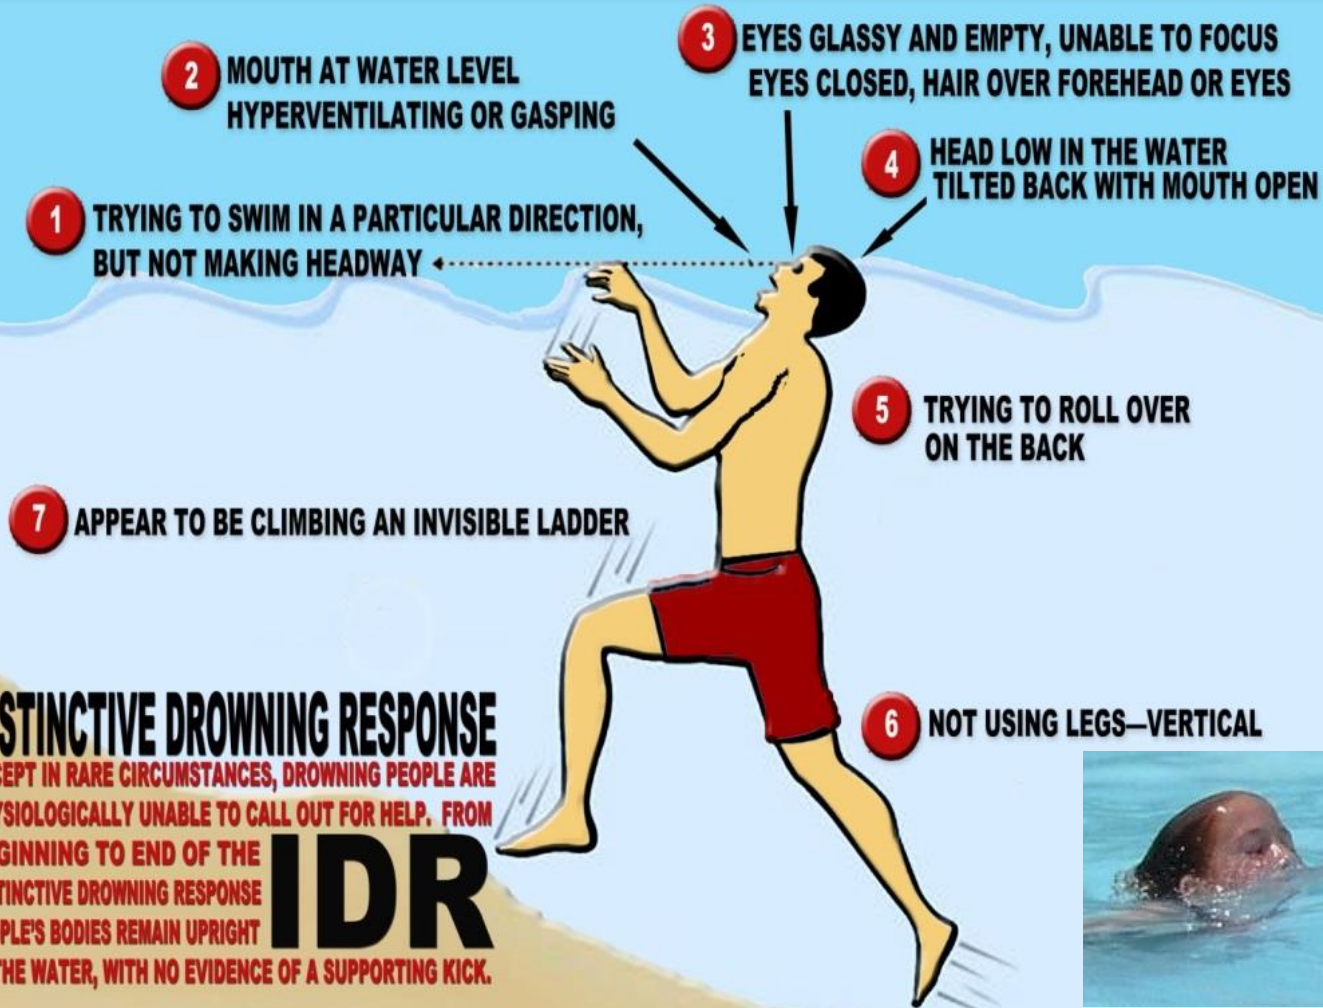 1 TRYING TO SWIM IN A PARTICULAR DIRECTION,
BUT NOT MAKING HEADWAY
2 MOUTH AT WATER LEVEL
HYPERVENTILATING OR GASPING
3 EYES GLASSY AND EMPTY, UNABLE TO FOCUS
EYES CLOSED, HAIR OVER FOREHEAD OR EYES
4 HEAD LOW IN THE WATER
TILTED BACK WITH MOUTH OPEN
5 TRYING TO ROLL OVER
ON THE BACK
6 NOT USING LEGS—VERTICAL
7 APPEAR TO BE CLIMBING AN INVISIBLE LADDER
STINCTIVE DROWNING RESPONSE
CEPT IN RARE CIRCUMSTANCES, DROWNING PEOPLE ARE
YSIOLOGICALLY UNABLE TO CALL OUT FOR HELP. FROM
GINNING TO END OF THE
TINCTIVE DROWNING RESPONSE
PLE'S BODIES REMAIN UPRIGHT
THE WATER, WITH NO EVIDENCE OF A SUPPORTING KICK.
IDR